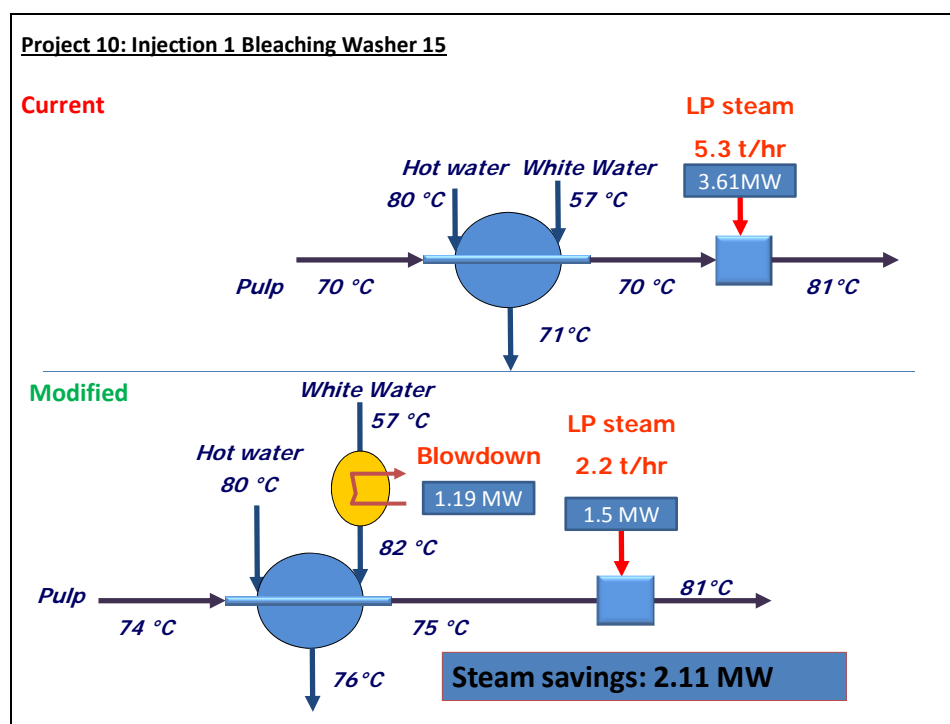 Project 10: Injection 1 Bleaching Washer 15
Current
LP steam
5.3 t/hr
3.61MW
Hot water
80 °C
White Water
57 °C
Pulp
70 °C
70 °C
81°C
71°C
Modified
White Water
57 °C
Hot water
80 °C
Blowdown
1.19 MW
LP steam
2.2 t/hr
1.5 MW
82 °C
Pulp
74 °C
75 °C
81°C
76°C
Steam savings: 2.11 MW